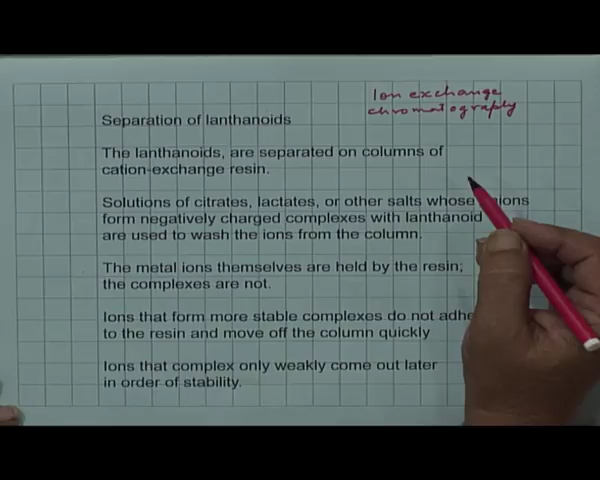 Ion exchange
chromatography
Separation of lanthanoids
The lanthanoids, are separated on columns of
cation-exchange resin.
Solutions of citrates, lactates, or other salts whose
form negatively charged complexes with lanthanoid
are used to wash the ions from the column.
The metal ions themselves are held by the resin;
the complexes are not.
Ions that form more stable complexes do not
to the resin and move off the column quickly
Ions that complex only weakly come out later
in order of stability.